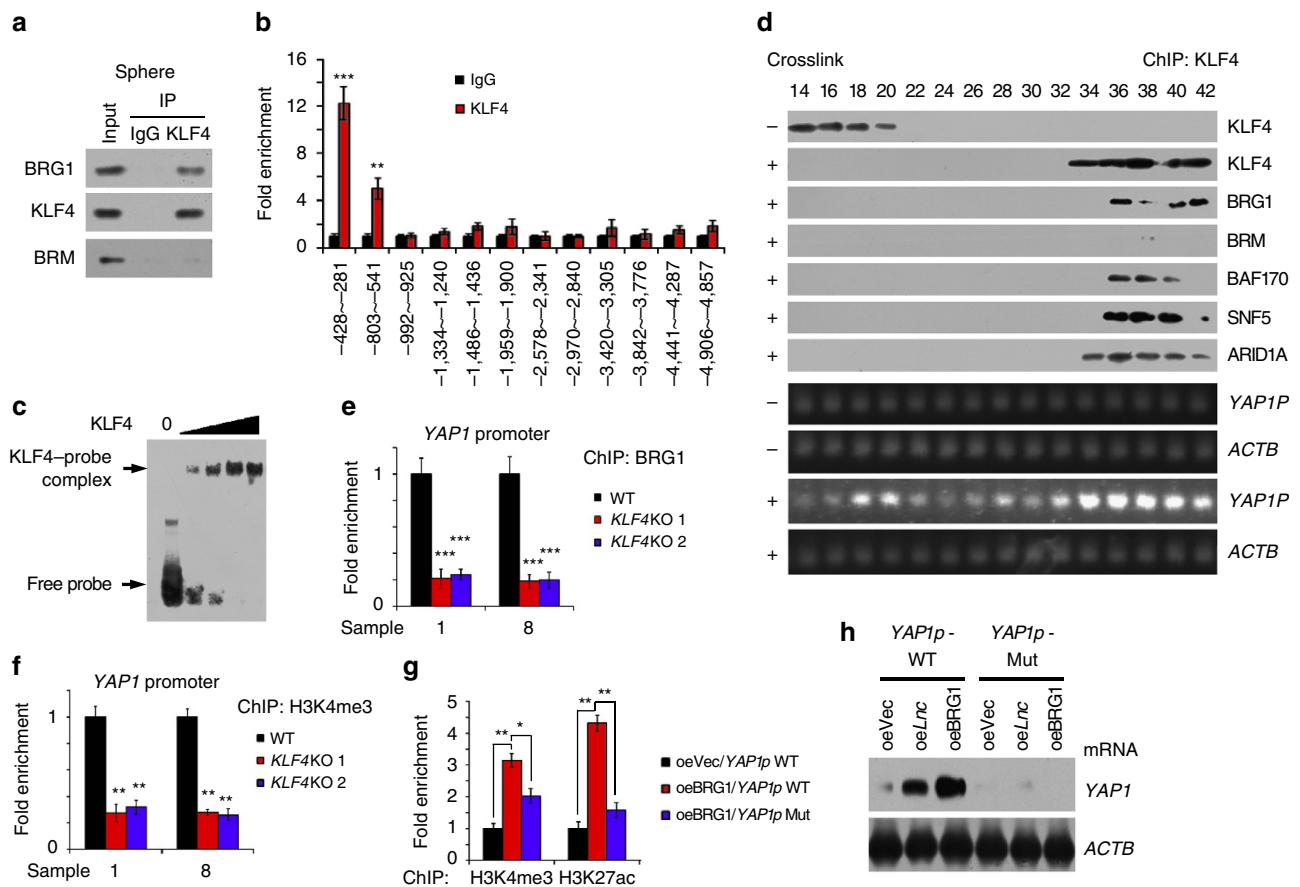 a
Sphere
IP
Input
IgG KLF4
BRG1
KLF4
BRM
b
Fold enrichment
16
12
8
4
0
***
**
IgG
KLF4
–428~–281
–803~–541
–992~–925
–1,334~–1,240
–1,486~–1,436
–1,959~–1,900
–2,578~–2,341
–2,970~–2,840
–3,420~–3,305
–3,842~–3,776
–4,441~–4,287
–4,906~–4,857
c
KLF4 0
KLF4–probe
complex
Free probe
d
Crosslink ChIP: KLF4
14 16 18 20 22 24 26 28 30 32 34 36 38 40 42
– KLF4
+ KLF4
+ BRG1
+ BRM
+ BAF170
+ SNF5
+ ARID1A
– YAP1P
– ACTB
+ YAP1P
+ ACTB
e
YAP1 promoter
ChIP: BRG1
WT
KLF4KO 1
KLF4KO 2
Fold enrichment
1
0
*** ***
*** ***
Sample 1 8
f
YAP1 promoter
ChIP: H3K4me3
WT
KLF4KO 1
KLF4KO 2
Fold enrichment
1
0
** **
** **
Sample 1 8
g
Fold enrichment
5
4
3
2
1
0
** *
** **
oeVec/YAP1p WT
oeBRG1/YAP1p WT
oeBRG1/YAP1p Mut
ChIP: H3K4me3 H3K27ac
h
YAP1p - YAP1p -
WT Mut
oeVec
oeLnc
oeBRG1
oeVec
oeLnc
oeBRG1
mRNA
YAP1
ACTB